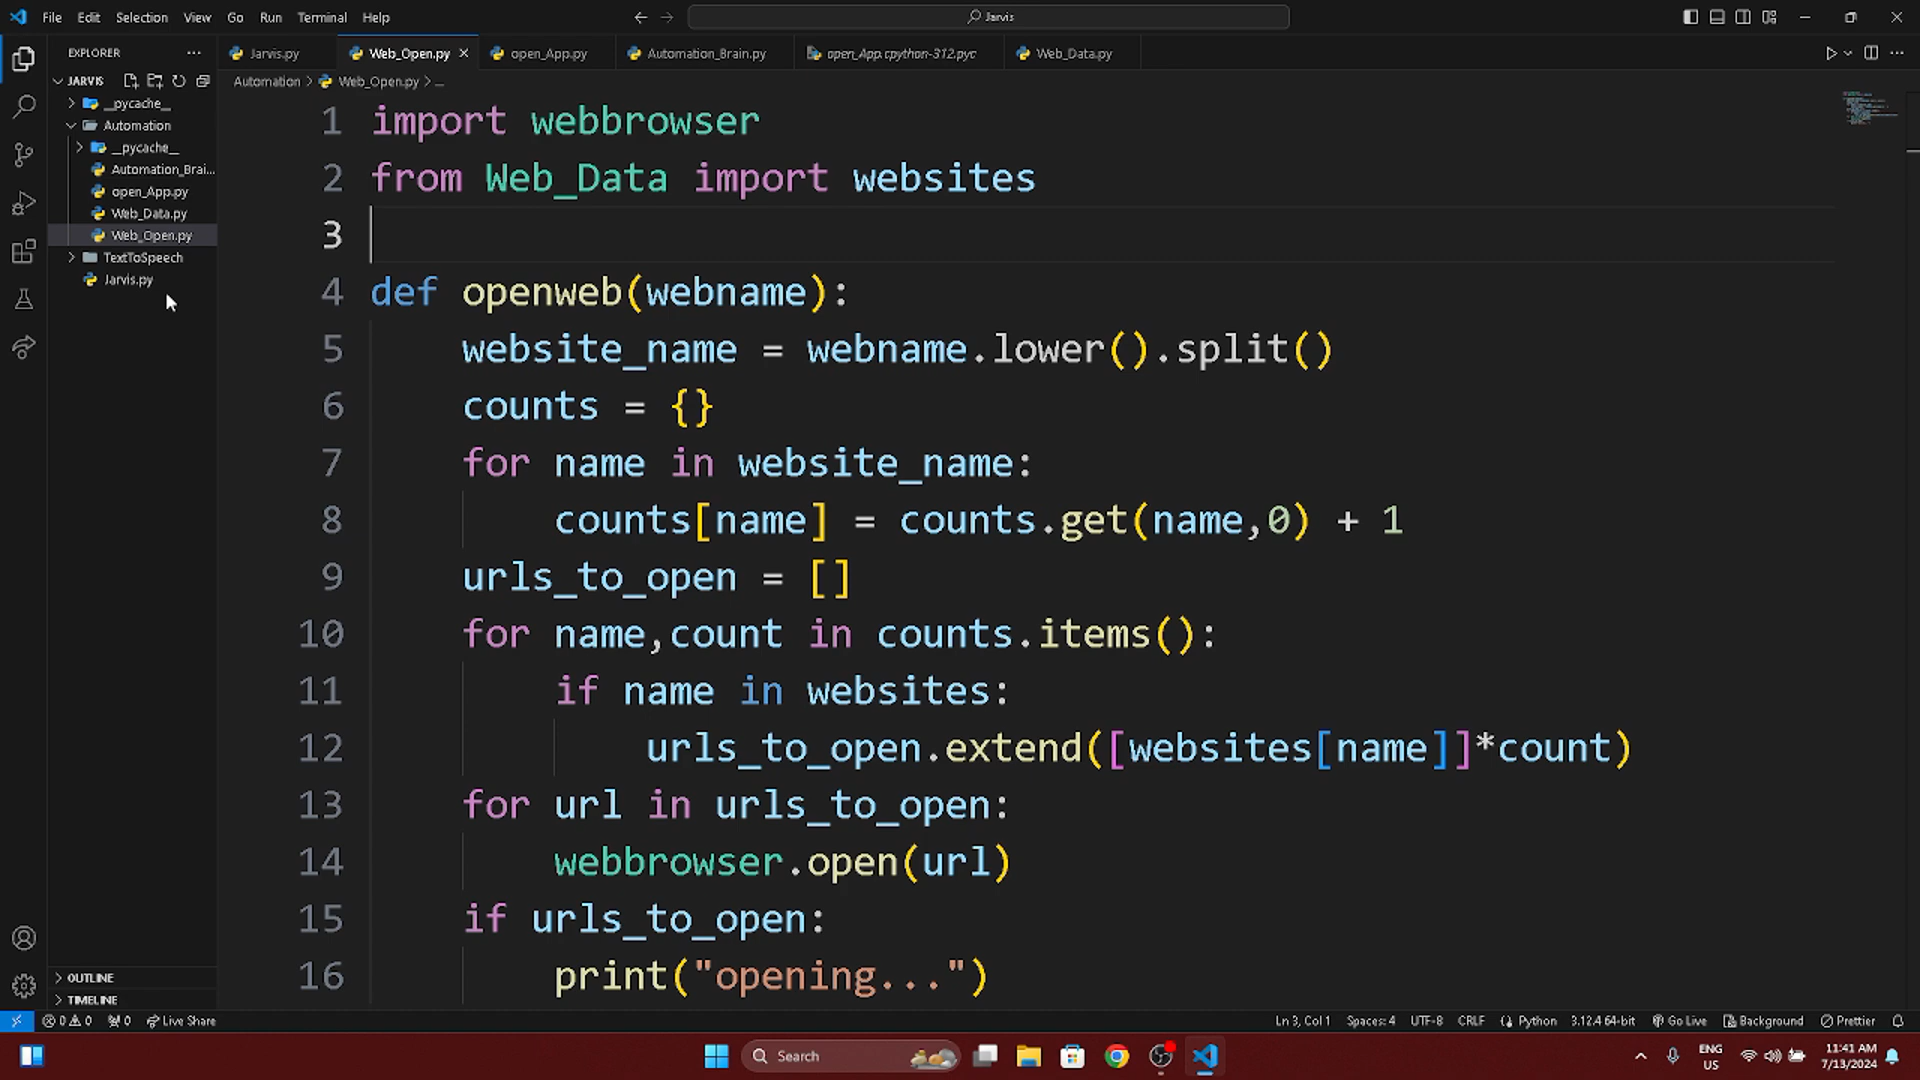 File Edit Selection View Go Run Terminal Help
Jarvis
EXPLORER
Jarvis.py
Web_Open.py
open_App.py
Automation_Brain.py
open_App.cpython-312.pyc
Web_Data.py
JARVIS
Automation > Web_Open.py > ...
__pycache__
Automation
__pycache__
Automation_Brai...
open_App.py
Web_Data.py
Web_Open.py
TextToSpeech
Jarvis.py
1 import webbrowser
2 from Web_Data import websites
3
4 def openweb(webname):
5 website_name = webname.lower().split()
6 counts = {}
7 for name in website_name:
8 counts[name] = counts.get(name,0) + 1
9 urls_to_open = []
10 for name,count in counts.items():
11 if name in websites:
12 urls_to_open.extend([websites[name]]*count)
13 for url in urls_to_open:
14 webbrowser.open(url)
15 if urls_to_open:
16 print("opening...")
OUTLINE
TIMELINE
0 0 0 Live Share
Ln 3, Col 1 Spaces: 4 UTF-8 CRLF Python 3.12.4 64-bit Go Live Background Prettier
Search
ENG
US
11:41 AM
7/13/2024